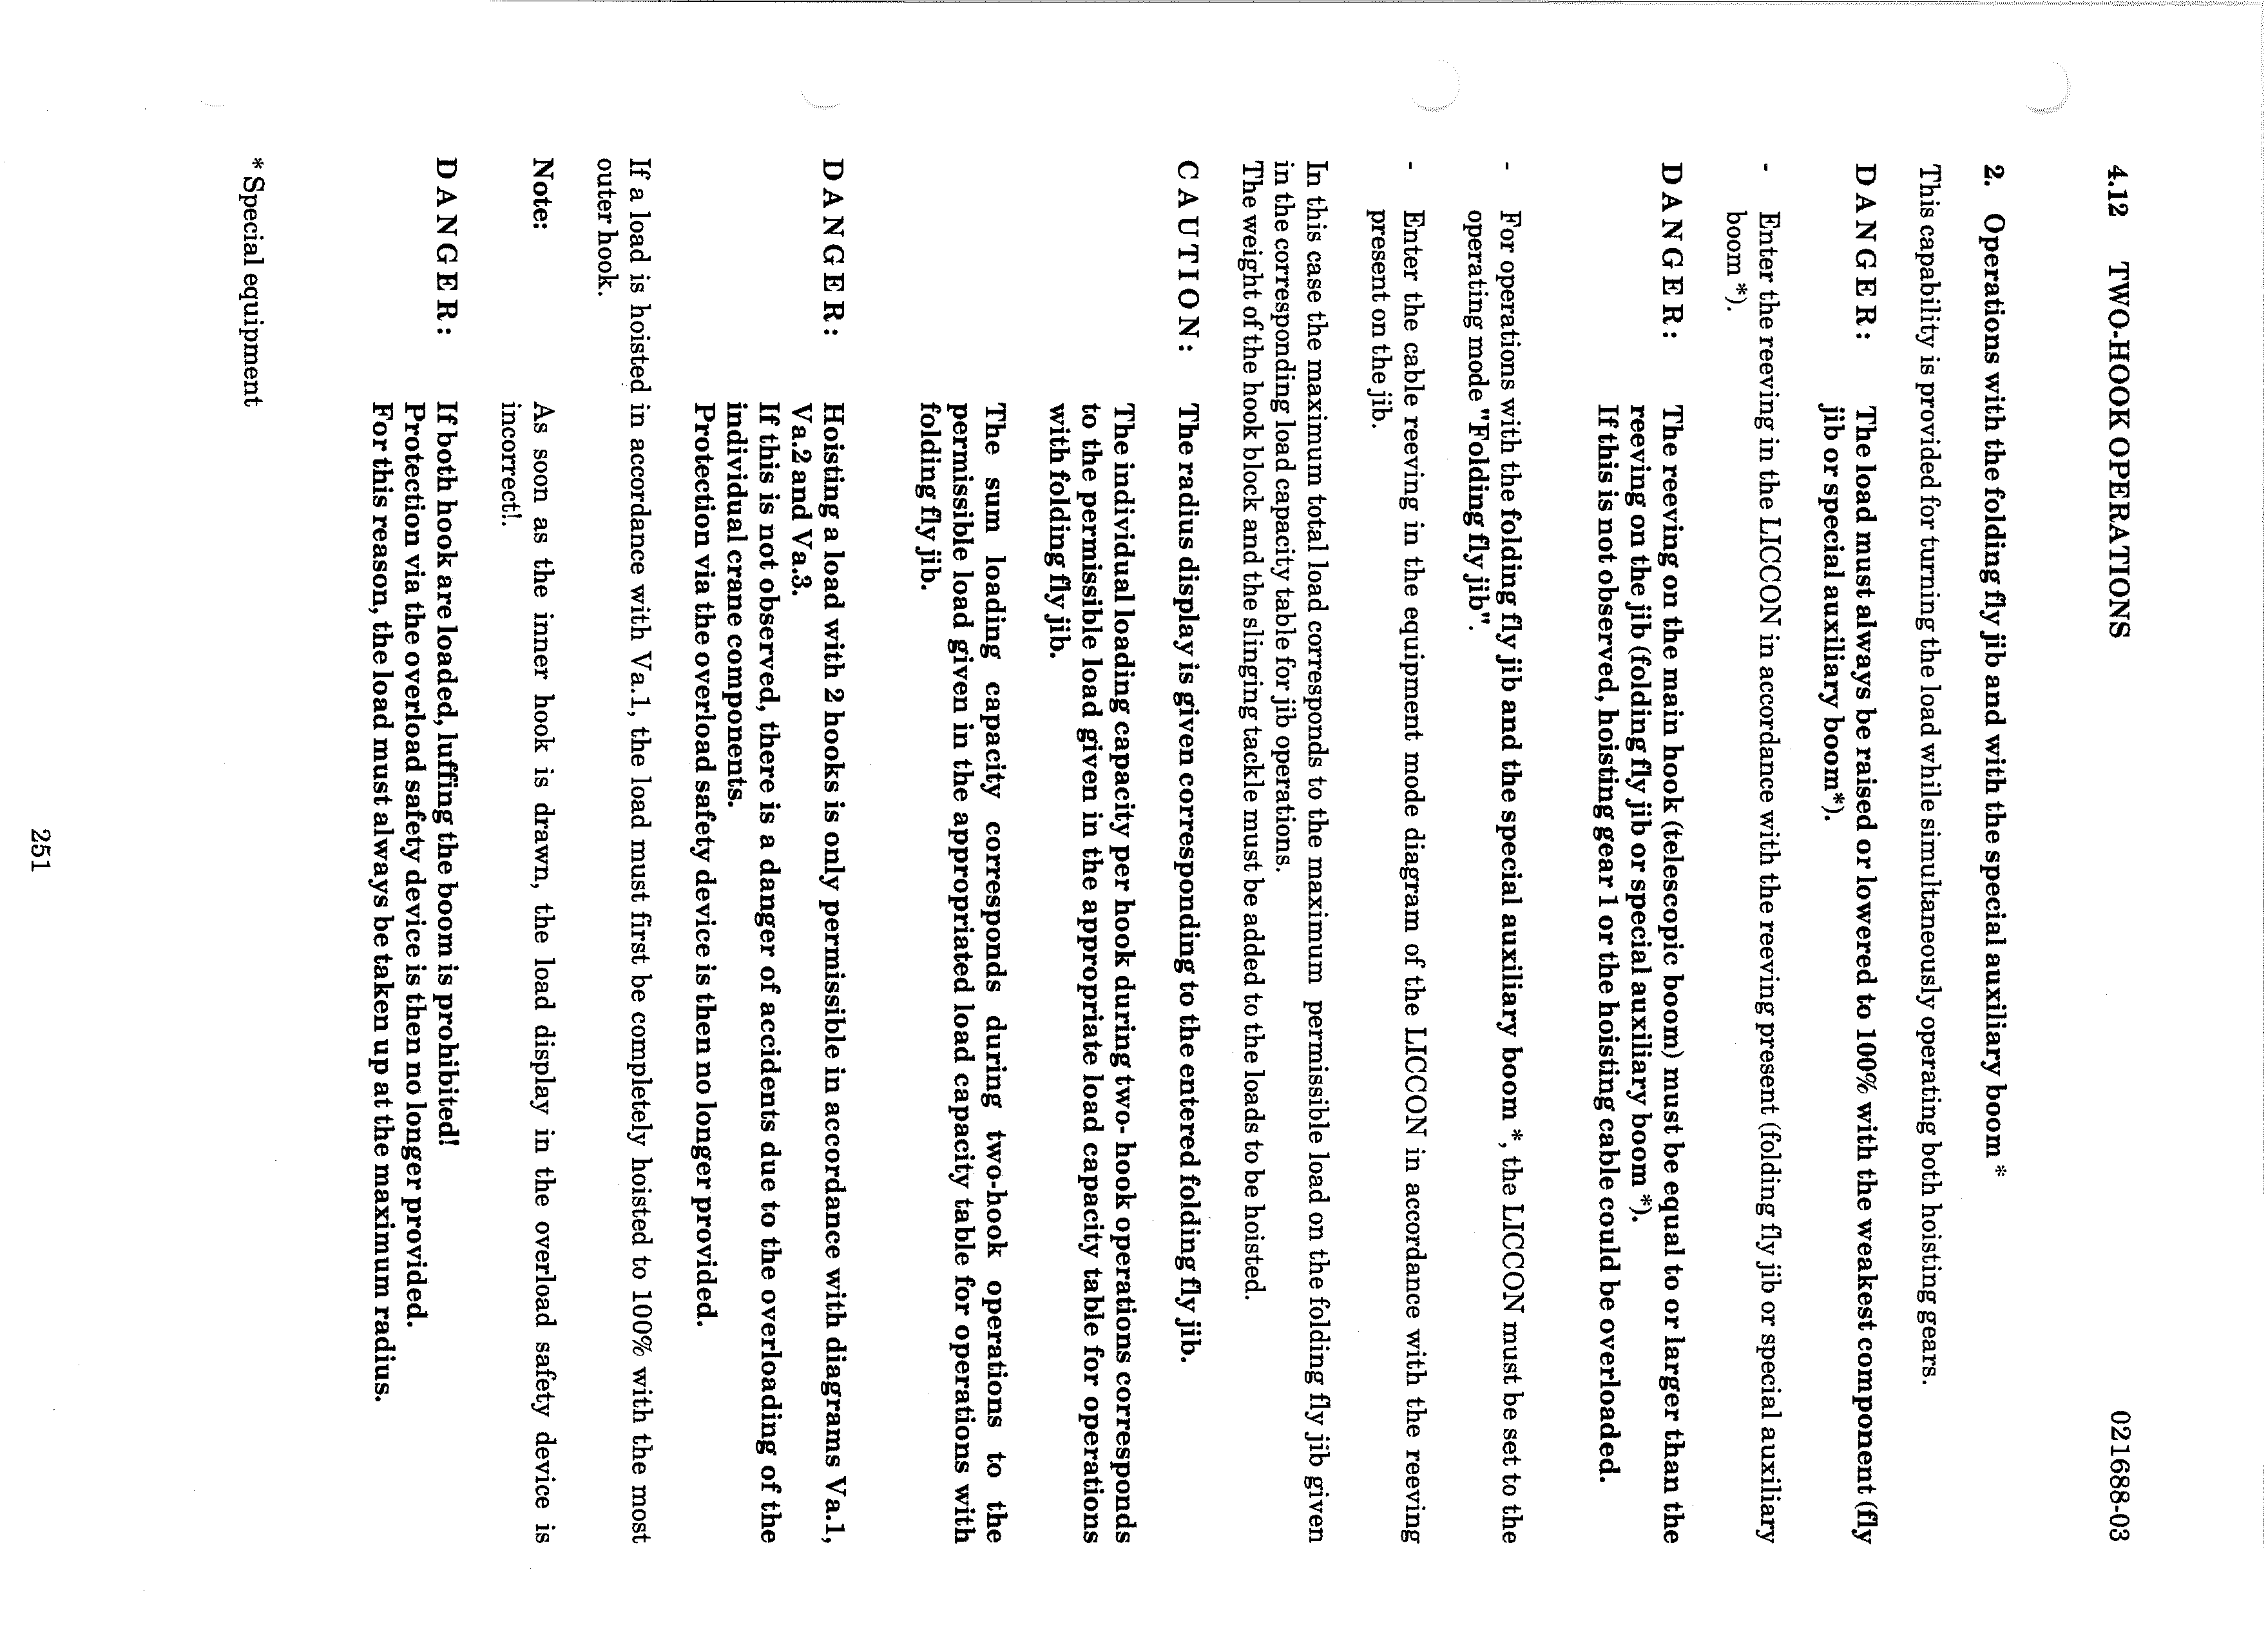 4.12 TWO-HOOK OPERATIONS 021688-03
2. Operations with the folding fly jib and with the special auxiliary boom *
This capability is provided for turning the load while simultaneously operating both hoisting gears.
D A N G E R : The load must always be raised or lowered to 100% with the weakest component (fly
jib or special auxiliary boom*).
- Enter the reeving in the LICCON in accordance with the reeving present (folding fly jib or special auxiliary
boom *).
D A N G E R : The reeving on the main hook (telescopic boom) must be equal to or larger than the
reeving on the jib (folding fly jib or special auxiliary boom *).
If this is not observed, hoisting gear 1 or the hoisting cable could be overloaded.
- For operations with the folding fly jib and the special auxiliary boom *, the LICCON must be set to the
operating mode "Folding fly jib".
- Enter the cable reeving in the equipment mode diagram of the LICCON in accordance with the reeving
present on the jib.
In this case the maximum total load corresponds to the maximum permissible load on the folding fly jib given
in the corresponding load capacity table for jib operations.
The weight of the hook block and the slinging tackle must be added to the loads to be hoisted.
C A U T I O N : The radius display is given corresponding to the entered folding fly jib.
The individual loading capacity per hook during two- hook operations corresponds
to the permissible load given in the appropriate load capacity table for operations
with folding fly jib.
The sum loading capacity corresponds during two-hook operations to the
permissible load given in the appropriated load capacity table for operations with
folding fly jib.
D A N G E R : Hoisting a load with 2 hooks is only permissible in accordance with diagrams Va.1,
Va.2 and Va.3.
If this is not observed, there is a danger of accidents due to the overloading of the
individual crane components.
Protection via the overload safety device is then no longer provided.
If a load is hoisted in accordance with Va.1, the load must first be completely hoisted to 100% with the most
outer hook.
Note: As soon as the inner hook is drawn, the load display in the overload safety device is
incorrect!.
D A N G E R : If both hook are loaded, luffing the boom is prohibited!
Protection via the overload safety device is then no longer provided.
For this reason, the load must always be taken up at the maximum radius.
* Special equipment
251